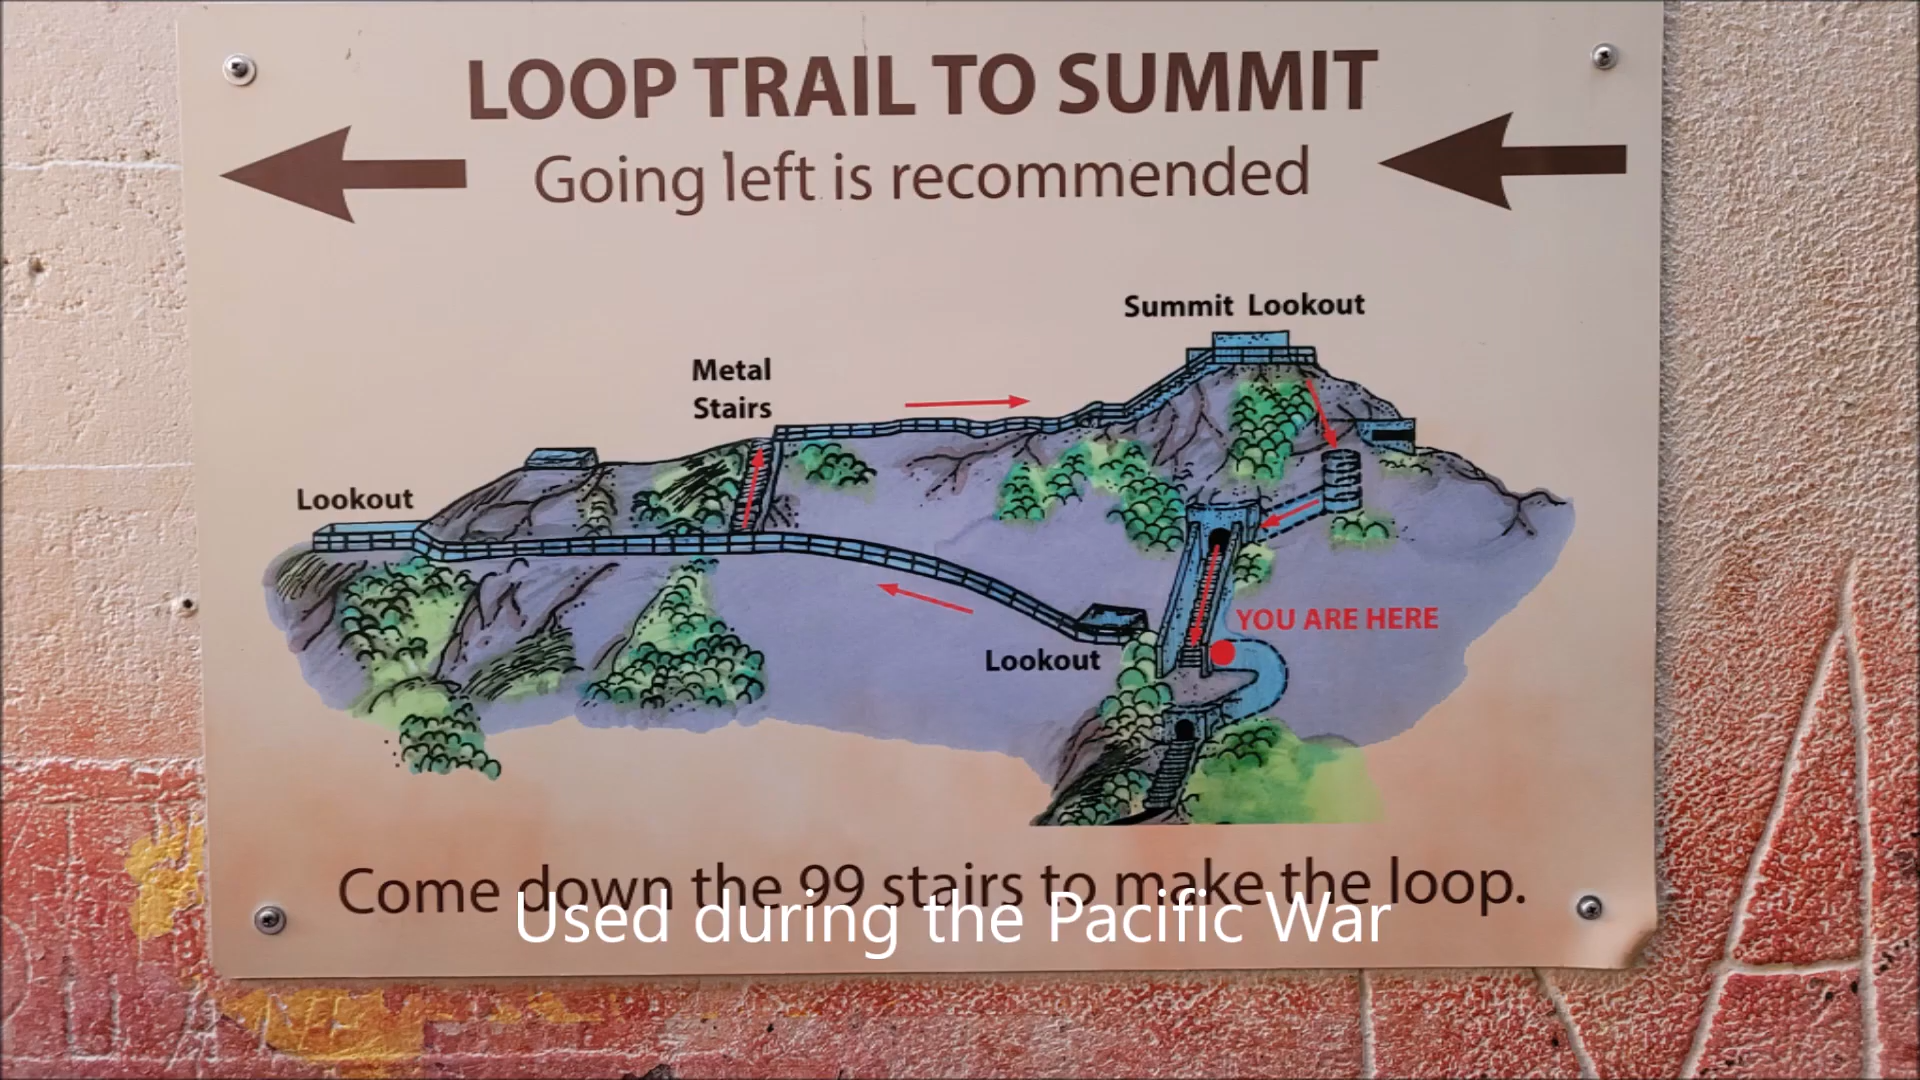 LOOP TRAIL TO SUMMIT
Going left is recommended
Summit Lookout
Metal
Stairs
Lookout
YOU ARE HERE
Lookout
Come down the 99 stairs to make the loop.
Used during the Pacific War